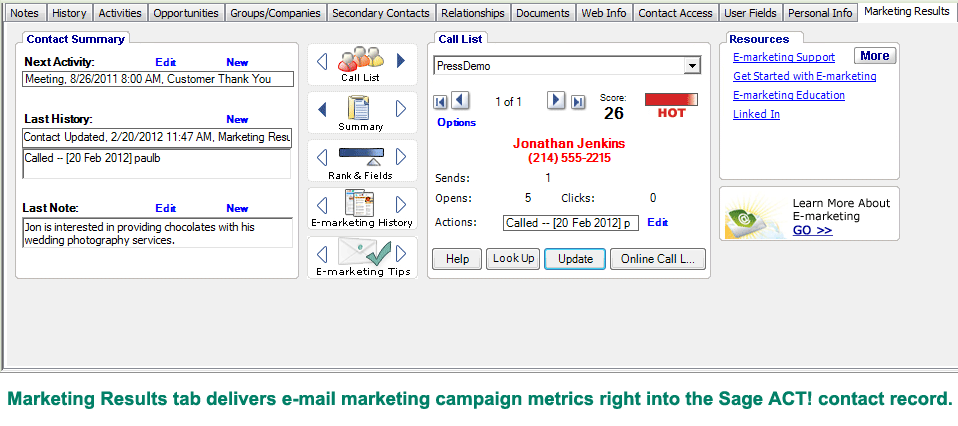 Notes History Activities Opportunities Groups/Companies Secondary Contacts Relationships Documents Web Info Contact Access User Fields Personal Info Marketing Results
Contact Summary
Next Activity: Edit New
Meeting, 8/26/2011 8:00 AM, Customer Thank You
Last History: New
Contact Updated, 2/20/2012 11:47 AM, Marketing Resu
Called -- [20 Feb 2012] paulb
Last Note: Edit New
Jon is interested in providing chocolates with his
wedding photography services.
Call List
Summary
Rank & Fields
E-marketing History
E-marketing Tips
Call List
PressDemo
1 of 1
Score:
26
HOT
Options
Jonathan Jenkins
(214) 555-2215
Sends: 1
Opens: 5 Clicks: 0
Actions: Called -- [20 Feb 2012] p Edit
Help Look Up Update Online Call L...
Resources
E-marketing Support More
Get Started with E-marketing
E-marketing Education
Linked In
Learn More About
E-marketing
GO >>
Marketing Results tab delivers e-mail marketing campaign metrics right into the Sage ACT! contact record.